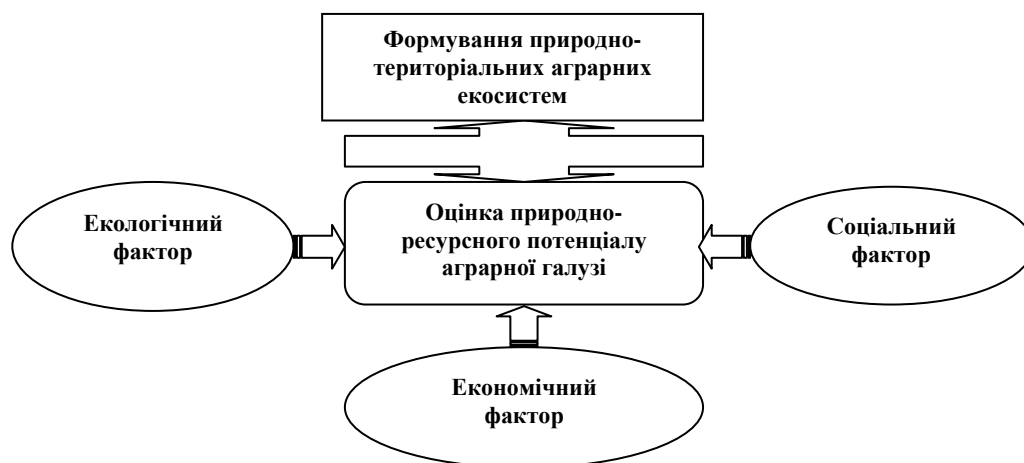 Формування природно-
територіальних аграрних
екосистем
Екологічний
фактор
Оцінка природно-
ресурсного потенціалу
аграрної галузі
Соціальний
фактор
Економічний
фактор